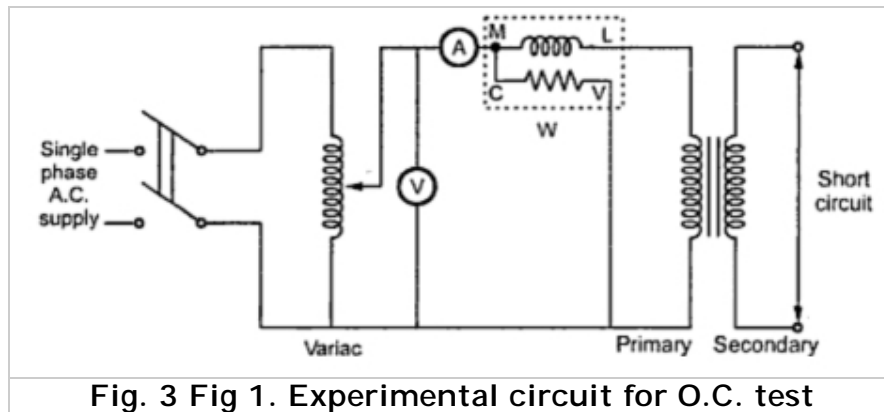 M
L
A
C
V
W
Single
phase
A.C.
supply
V
Short
circuit
Variac
Primary
Secondary
Fig. 3 Fig 1. Experimental circuit for O.C. test